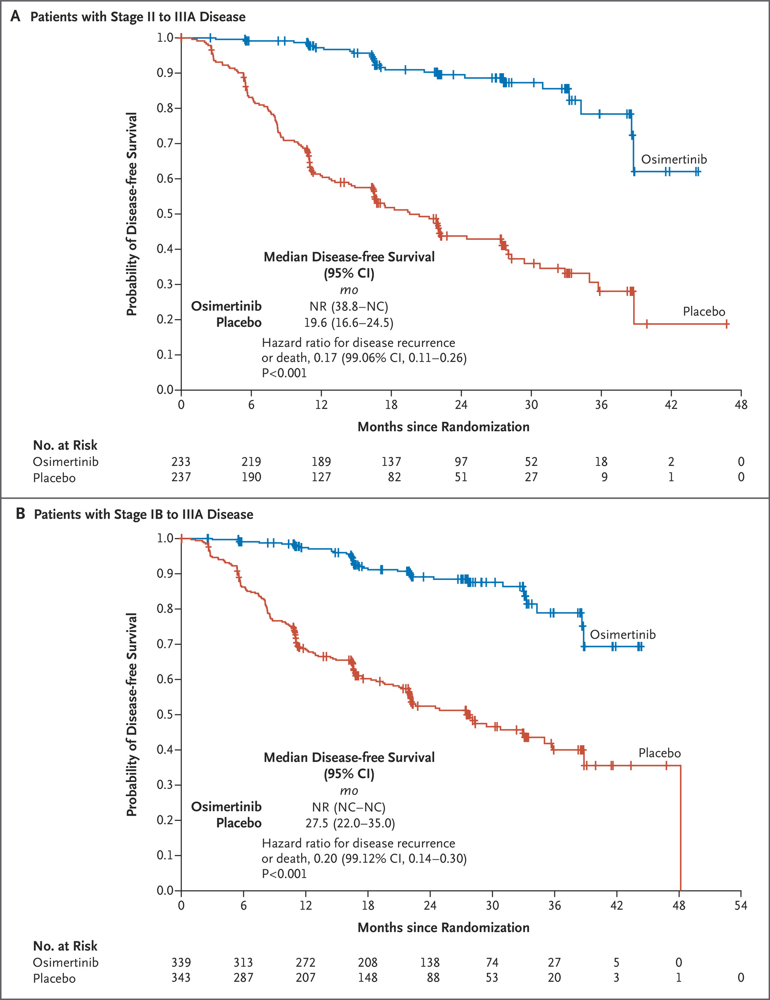 A Patients with Stage II to IIIA Disease
Probability of Disease-free Survival
1.0
0.9
0.8
0.7
0.6
0.5
0.4
0.3
0.2
0.1
0.0
Osimertinib
Placebo
Median Disease-free Survival
(95% CI)
mo
Osimertinib NR (38.8–NC)
Placebo 19.6 (16.6–24.5)
Hazard ratio for disease recurrence
or death, 0.17 (99.06% CI, 0.11–0.26)
P<0.001
0 6 12 18 24 30 36 42 48
Months since Randomization
No. at Risk
Osimertinib 233 219 189 137 97 52 18 2 0
Placebo 237 190 127 82 51 27 9 1 0
B Patients with Stage IB to IIIA Disease
Probability of Disease-free Survival
1.0
0.9
0.8
0.7
0.6
0.5
0.4
0.3
0.2
0.1
0.0
Osimertinib
Placebo
Median Disease-free Survival
(95% CI)
mo
Osimertinib NR (NC–NC)
Placebo 27.5 (22.0–35.0)
Hazard ratio for disease recurrence
or death, 0.20 (99.12% CI, 0.14–0.30)
P<0.001
0 6 12 18 24 30 36 42 48 54
Months since Randomization
No. at Risk
Osimertinib 339 313 272 208 138 74 27 5 0
Placebo 343 287 207 148 88 53 20 3 1 0